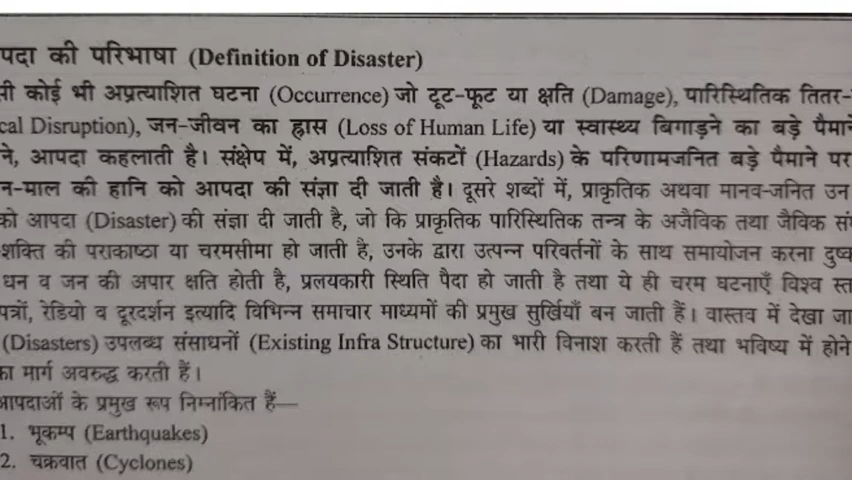 पदा की परिभाषा (Definition of Disaster)
सी कोई भी अप्रत्याशित घटना (Occurrence) जो टूट-फूट या क्षति (Damage), पारिस्थितिक तितर-
cal Disruption), जन-जीवन का ह्रास (Loss of Human Life) या स्वास्थ्य बिगाड़ने का बड़े पैमाने
ने, आपदा कहलाती है। संक्षेप में, अप्रत्याशित संकटों (Hazards) के परिणामजनित बड़े पैमाने पर
न-माल की हानि को आपदा की संज्ञा दी जाती है। दूसरे शब्दों में, प्राकृतिक अथवा मानव-जनित उन
को आपदा (Disaster) की संज्ञा दी जाती है, जो कि प्राकृतिक पारिस्थितिक तन्त्र के अजैविक तथा जैविक
शक्ति की पराकाष्ठा या चरमसीमा हो जाती है, उनके द्वारा उत्पन्न परिवर्तनों के साथ समायोजन करना
धन व जन की अपार क्षति होती है, प्रलयकारी स्थिति पैदा हो जाती है तथा ये ही चरम घटनाएँ विश्व
पत्रों, रेडियो व दूरदर्शन इत्यादि विभिन्न समाचार माध्यमों की प्रमुख सुर्खियाँ बन जाती हैं। वास्तव में देखा जा
(Disasters) उपलब्ध संसाधनों (Existing Infra Structure) का भारी विनाश करती हैं तथा भविष्य में होने
का मार्ग अवरुद्ध करती हैं।
आपदाओं के प्रमुख रूप निम्नांकित हैं—
1. भूकम्प (Earthquakes)
2. चक्रवात (Cyclones)